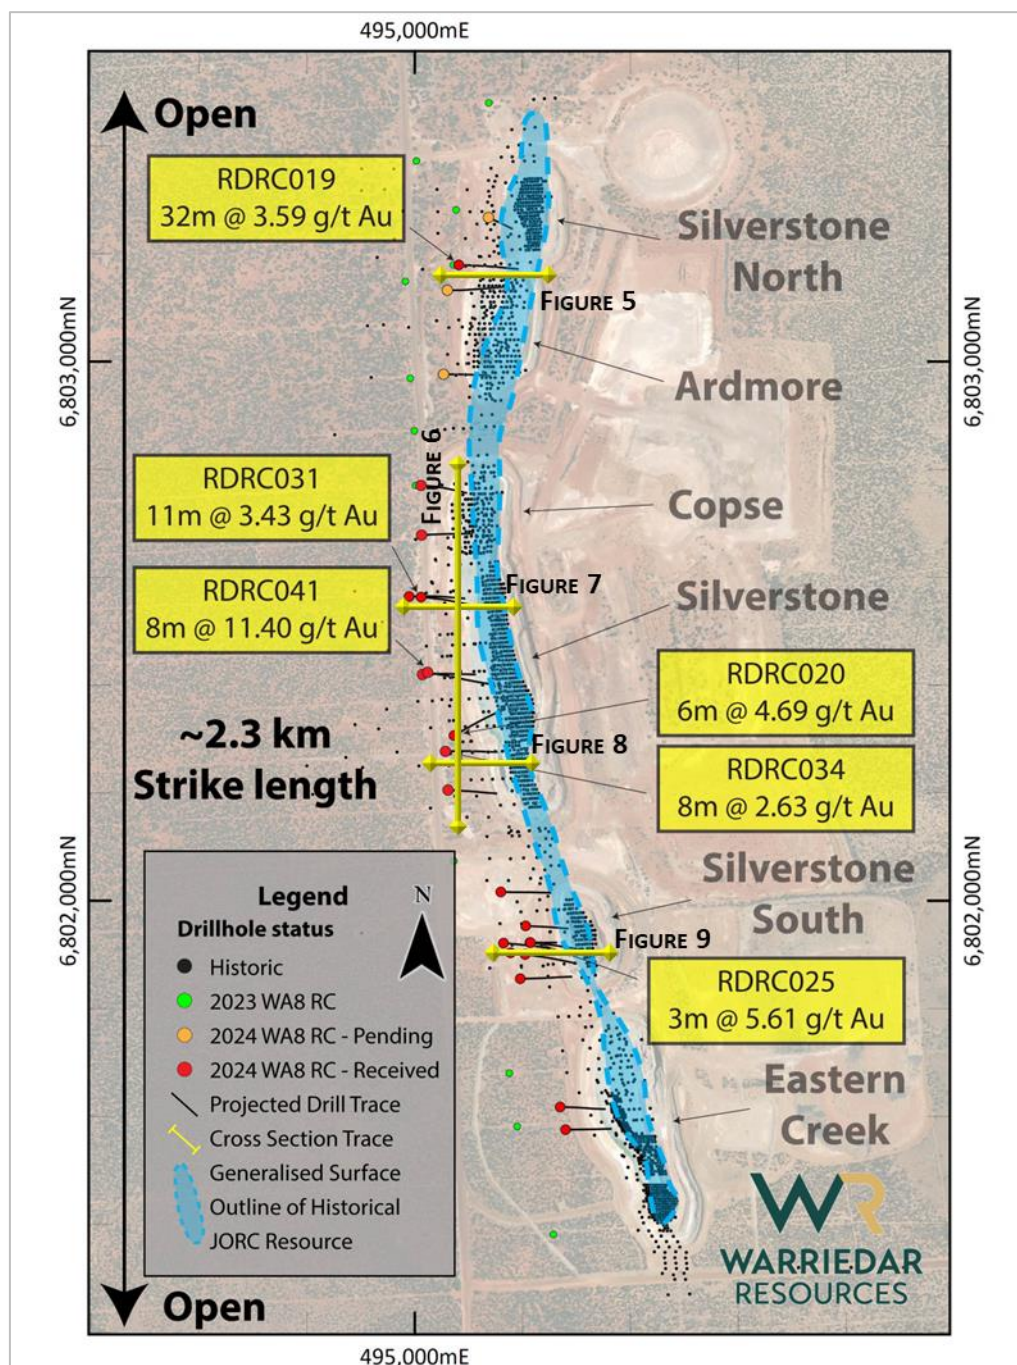 495,000mE
Open
RDRC019
32m @ 3.59 g/t Au
Silverstone
North
FIGURE 5
6,803,000mN
6,803,000mN
Ardmore
FIGURE 6
RDRC031
11m @ 3.43 g/t Au
Copse
FIGURE 7
RDRC041
8m @ 11.40 g/t Au
Silverstone
RDRC020
6m @ 4.69 g/t Au
~2.3 km
Strike length
FIGURE 8
RDRC034
8m @ 2.63 g/t Au
Silverstone
South
6,802,000mN
6,802,000mN
FIGURE 9
RDRC025
3m @ 5.61 g/t Au
Legend
N
Drillhole status
Historic
2023 WA8 RC
2024 WA8 RC - Pending
2024 WA8 RC - Received
Projected Drill Trace
Cross Section Trace
Generalised Surface
Outline of Historical
JORC Resource
Eastern
Creek
WR
WARRIEDAR
RESOURCES
Open
495,000mE